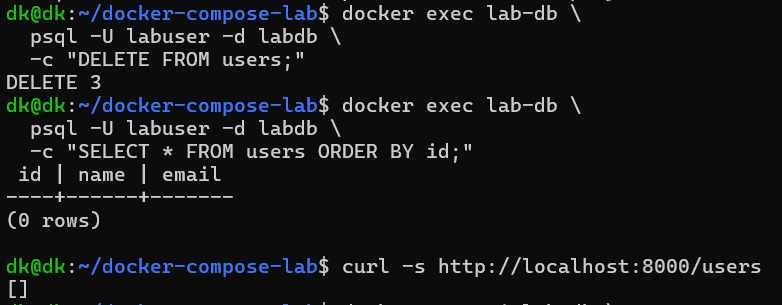 dk@dk:~/docker-compose-lab$ docker exec lab-db \
  psql -U labuser -d labdb \
  -c "DELETE FROM users;"
DELETE 3
dk@dk:~/docker-compose-lab$ docker exec lab-db \
  psql -U labuser -d labdb \
  -c "SELECT * FROM users ORDER BY id;"
 id | name | email
----+------+-------
(0 rows)

dk@dk:~/docker-compose-lab$ curl -s http://localhost:8000/users
[]